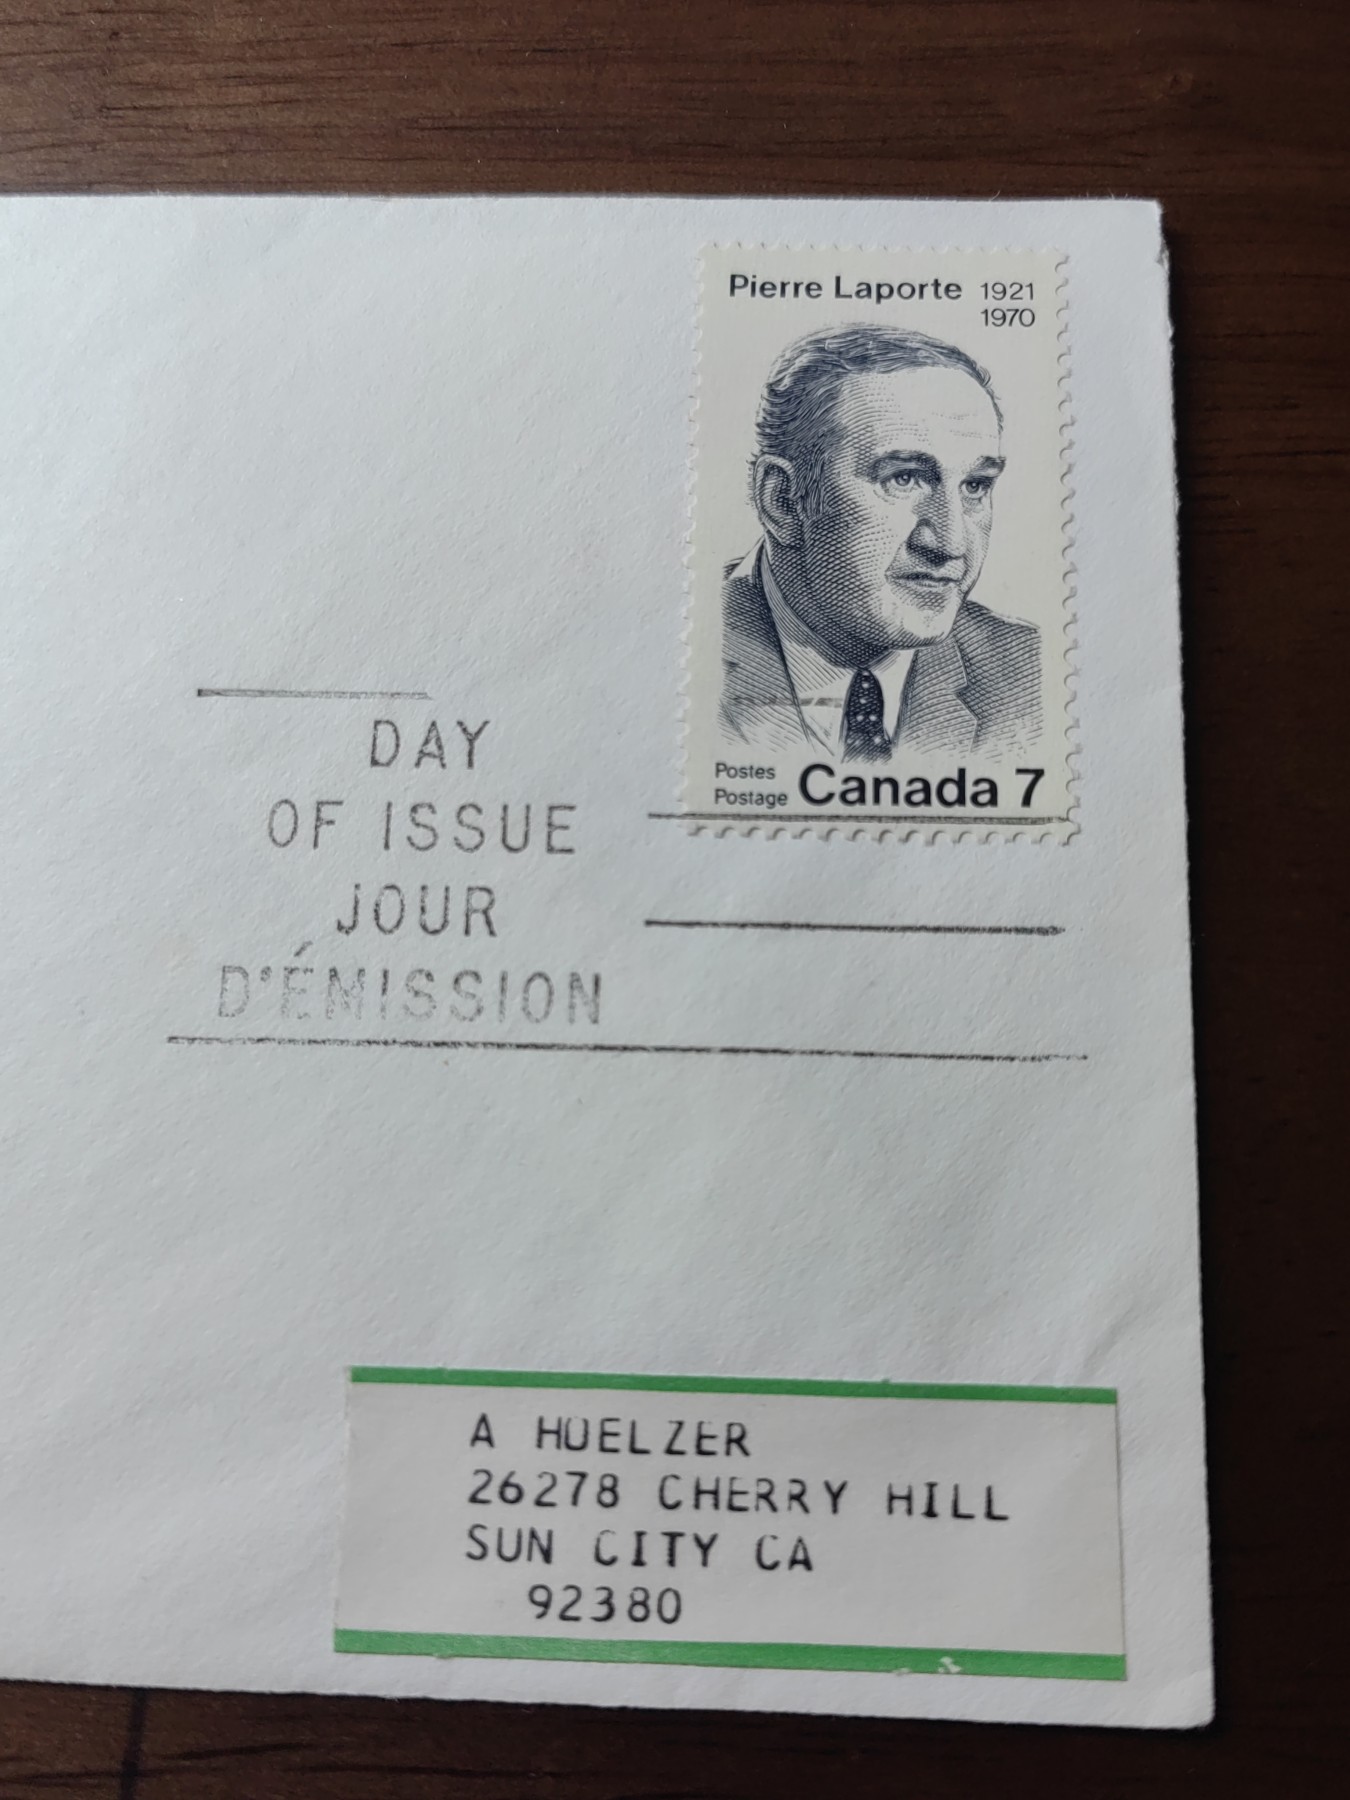 Pierre Laporte 1921
1970
Postes
Postage Canada 7
DAY
OF ISSUE
JOUR
D'ÉMISSION
A HUELZER
26278 CHERRY HILL
SUN CITY CA
92380